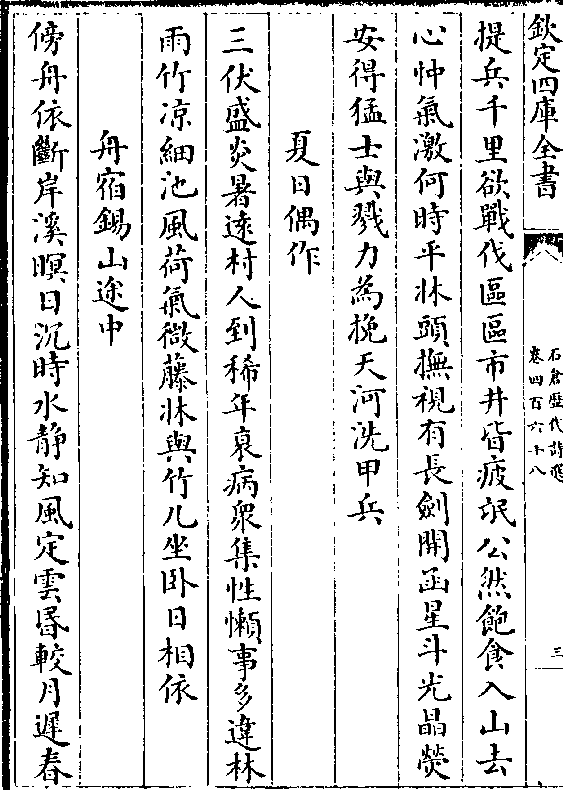 欽定四庫全書
石倉歷代詩選
卷四百六十八
三
提兵千里欲戰伐區區市井皆疲氓公然飽食入山去
心忡氣激何時平牀頭撫視有長劍開函星斗光晶熒
安得猛士與戮力為挽天河洗甲兵
夏日偶作
三伏盛炎暑遠村人到稀年衰病衆集性懶事多違林
雨竹凉細池風荷氣微藤牀與竹几坐卧日相依
舟宿錫山途中
傍舟依斷岸溪暝日沉時水靜知風定雲昬較月遲春